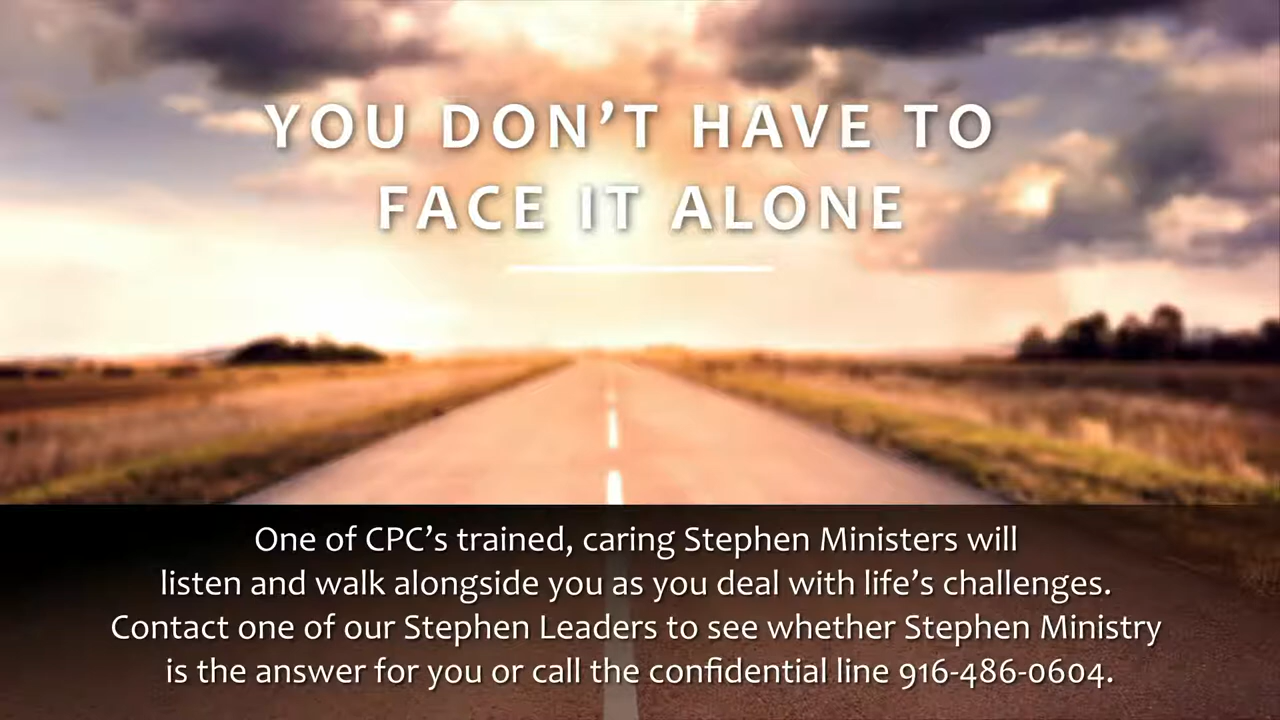 YOU DON’T HAVE TO
FACE IT ALONE
One of CPC’s trained, caring Stephen Ministers will
listen and walk alongside you as you deal with life’s challenges.
Contact one of our Stephen Leaders to see whether Stephen Ministry
is the answer for you or call the confidential line 916-486-0604.